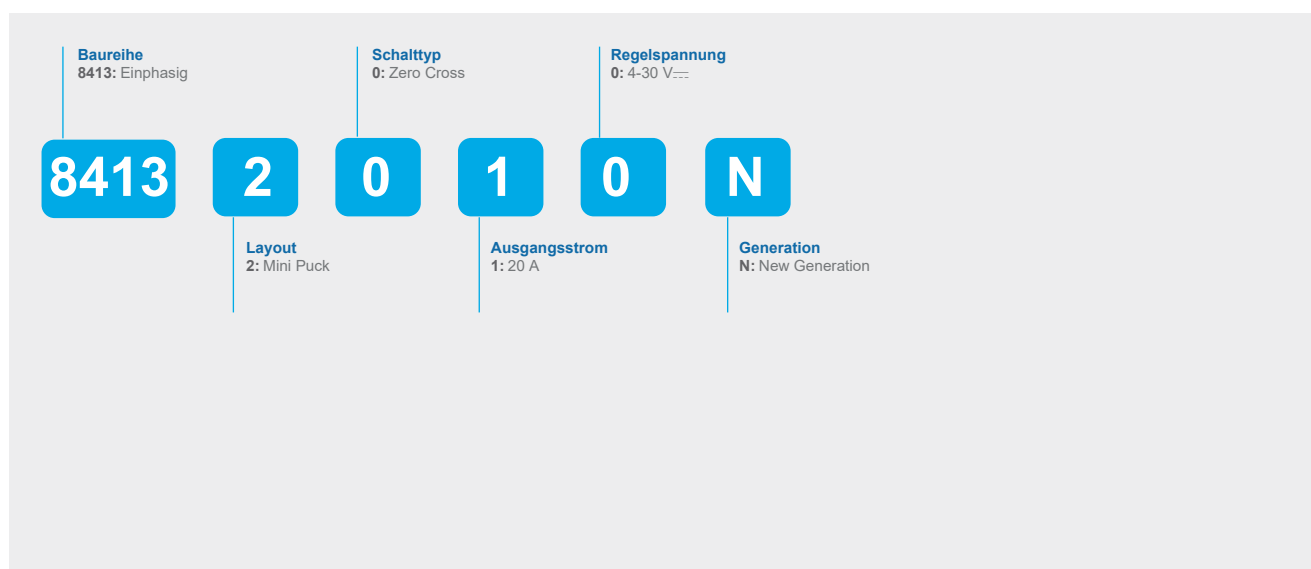 Baureihe
8413: Einphasig
Schalttyp
0: Zero Cross
Regelspannung
0: 4-30 V⎓
8413 2 0 1 0 N
Layout
2: Mini Puck
Ausgangsstrom
1: 20 A
Generation
N: New Generation